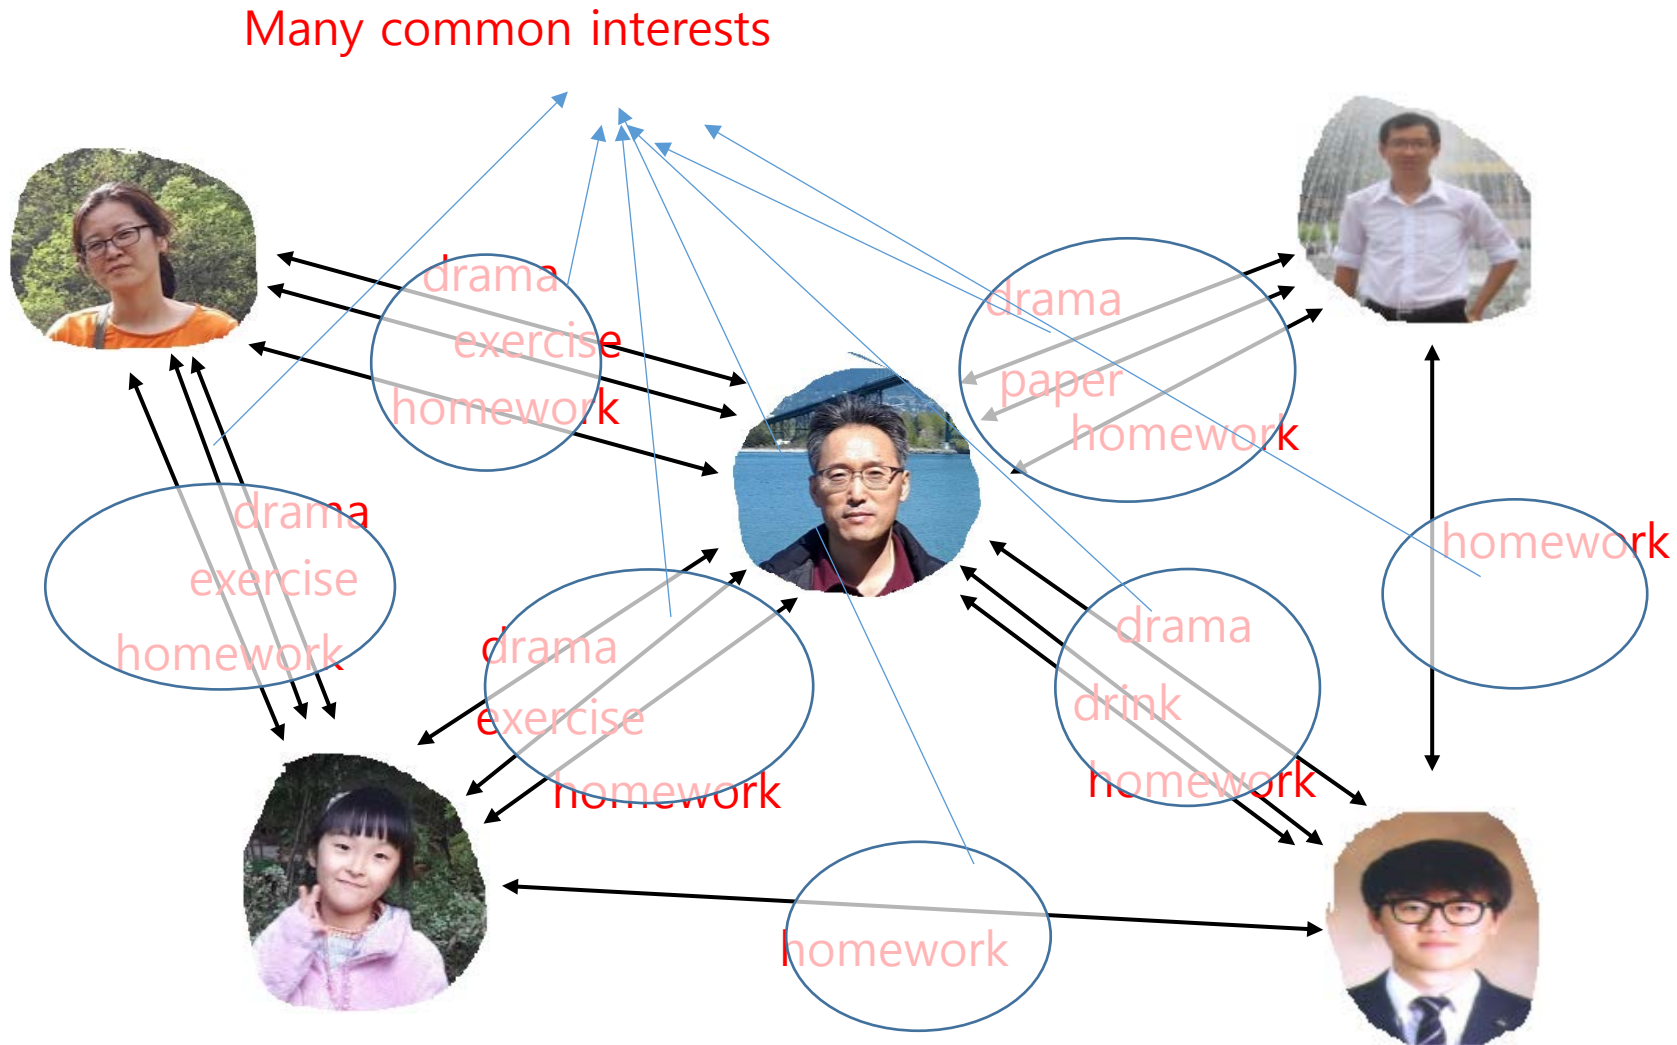 Many common interests
drama
exercise
homework
drama
paper
homework
drama
exercise
homework
homework
drama
exercise
homework
drama
drink
homework
homework